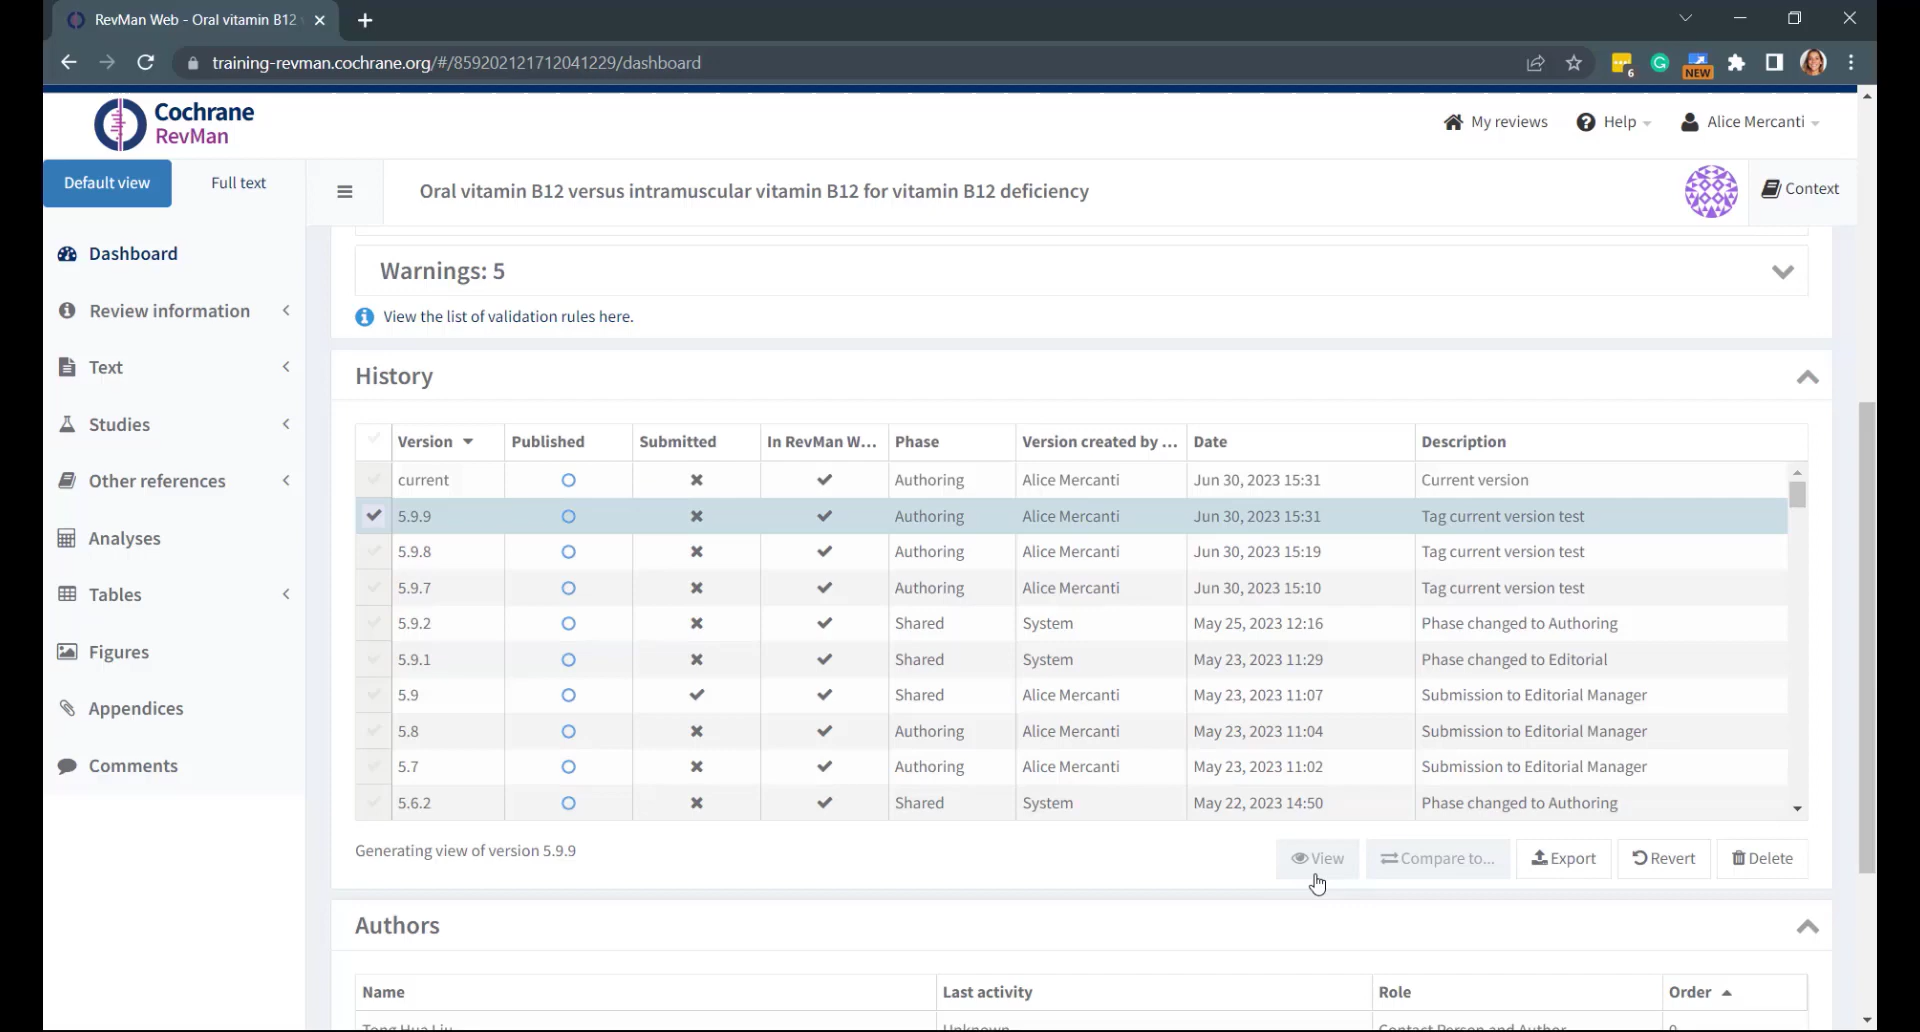 RevMan Web - Oral vitamin B12
training-revman.cochrane.org/#/859202121712041229/dashboard
6
NEW
Cochrane
RevMan
My reviews
Help
Alice Mercanti
Default view
Full text
Oral vitamin B12 versus intramuscular vitamin B12 for vitamin B12 deficiency
Context
Dashboard
Review information
Text
Studies
Other references
Analyses
Tables
Figures
Appendices
Comments
Warnings: 5
View the list of validation rules here.
History
Version Published Submitted In RevMan W... Phase Version created by ... Date Description
current Authoring Alice Mercanti Jun 30, 2023 15:31 Current version
5.9.9 Authoring Alice Mercanti Jun 30, 2023 15:31 Tag current version test
5.9.8 Authoring Alice Mercanti Jun 30, 2023 15:19 Tag current version test
5.9.7 Authoring Alice Mercanti Jun 30, 2023 15:10 Tag current version test
5.9.2 Shared System May 25, 2023 12:16 Phase changed to Authoring
5.9.1 Shared System May 23, 2023 11:29 Phase changed to Editorial
5.9 Shared Alice Mercanti May 23, 2023 11:07 Submission to Editorial Manager
5.8 Authoring Alice Mercanti May 23, 2023 11:04 Submission to Editorial Manager
5.7 Authoring Alice Mercanti May 23, 2023 11:02 Submission to Editorial Manager
5.6.2 Shared System May 22, 2023 14:50 Phase changed to Authoring
Generating view of version 5.9.9
View Compare to... Export Revert Delete
Authors
Name Last activity Role Order
Tong Hua Liu Unknown Contact Person and Author 0